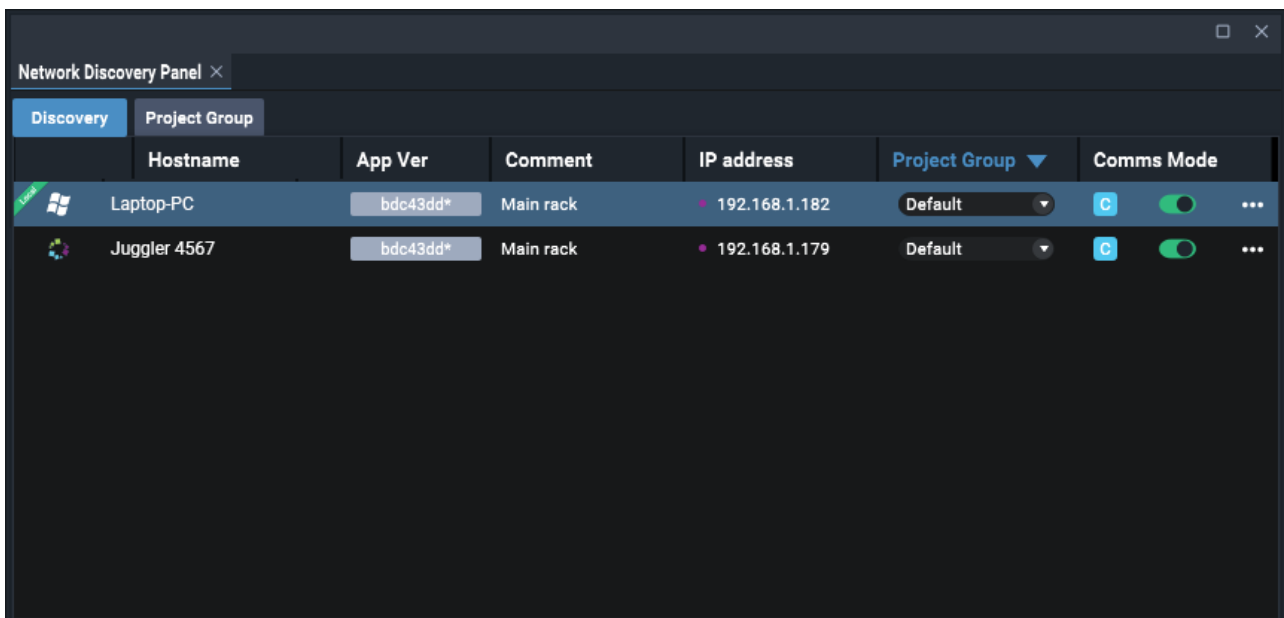 Network Discovery Panel
Discovery Project Group
Hostname App Ver Comment IP address Project Group Comms Mode
Local Laptop-PC bdc43dd* Main rack 192.168.1.182 Default C
Juggler 4567 bdc43dd* Main rack 192.168.1.179 Default C